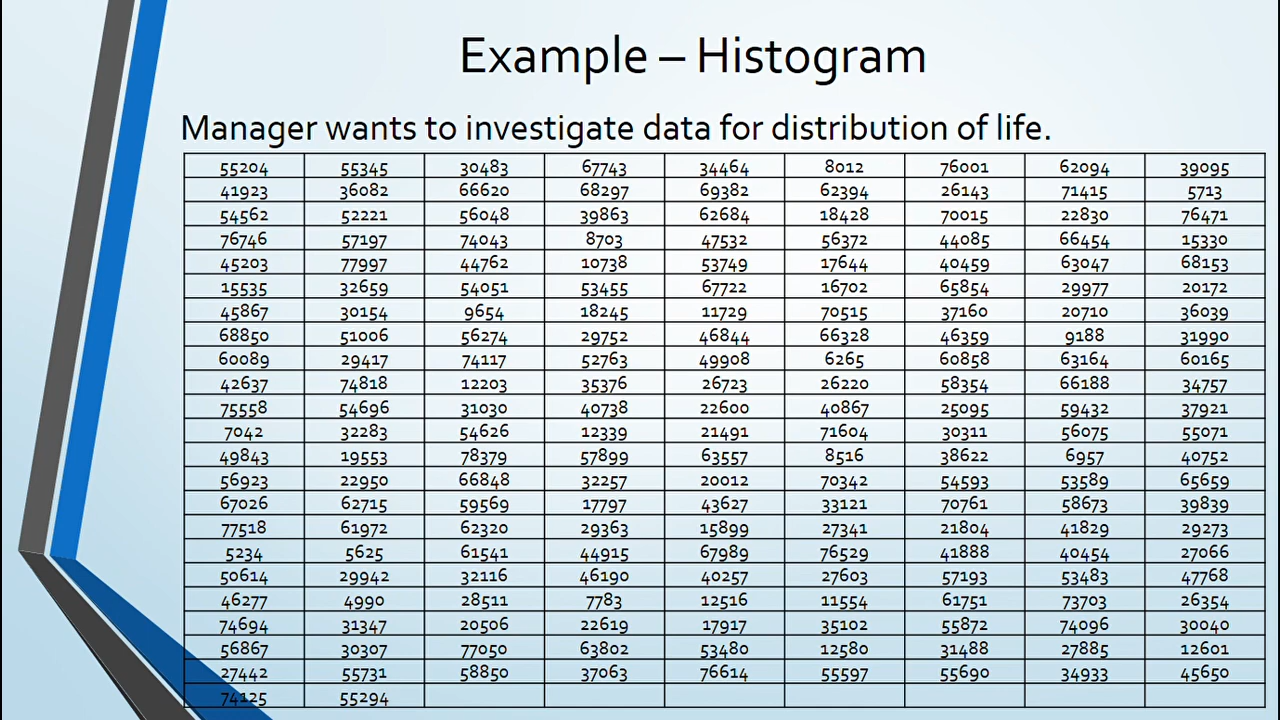 Example – Histogram
Manager wants to investigate data for distribution of life.
55204 55345 30483 67743 34464 8012 76001 62094 39095
41923 36082 66620 68297 69382 62394 26143 71415 5713
54562 52221 56048 39863 62684 18428 70015 22830 76471
76746 57197 74043 8703 47532 56372 44085 66454 15330
45203 77997 44762 10738 53749 17644 40459 63047 68153
15535 32659 54051 53455 67722 16702 65854 29977 20172
45867 30154 9654 18245 11729 70515 37160 20710 36039
68850 51006 56274 29752 46844 66328 46359 9188 31990
60089 29417 74117 52763 49908 6265 60858 63164 60165
42637 74818 12203 35376 26723 26220 58354 66188 34757
75558 54696 31030 40738 22600 40867 25095 59432 37921
7042 32283 54626 12339 21491 71604 30311 56075 55071
49843 19553 78379 57899 63557 8516 38622 6957 40752
56923 22950 66848 32257 20012 70342 54593 53589 65659
67026 62715 59569 17797 43627 33121 70761 58673 39839
77518 61972 62320 29363 15899 27341 21804 41829 29273
5234 5625 61541 44915 67989 76529 41888 40454 27066
50614 29942 32116 46190 40257 27603 57193 53483 47768
46277 4990 28511 7783 12516 11554 61751 73703 26354
74694 31347 20506 22619 17917 35102 55872 74096 30040
56867 30307 77050 63802 53480 12580 31488 27885 12601
27442 55731 58850 37063 76614 55597 55690 34933 45650
74125 55294